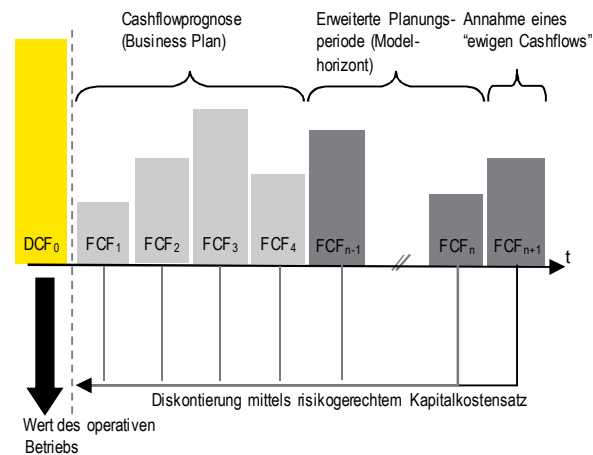 Cashflowprognose
(Business Plan)
Erweiterte Planungs-
periode (Model-
horizont)
Annahme eines
“ewigen Cashflows”
DCF₀
FCF₁
FCF₂
FCF₃
FCF₄
FCFₙ₋₁
FCFₙ
FCFₙ₊₁
t
Diskontierung mittels risikogerechtem Kapitalkostensatz
Wert des operativen
Betriebs